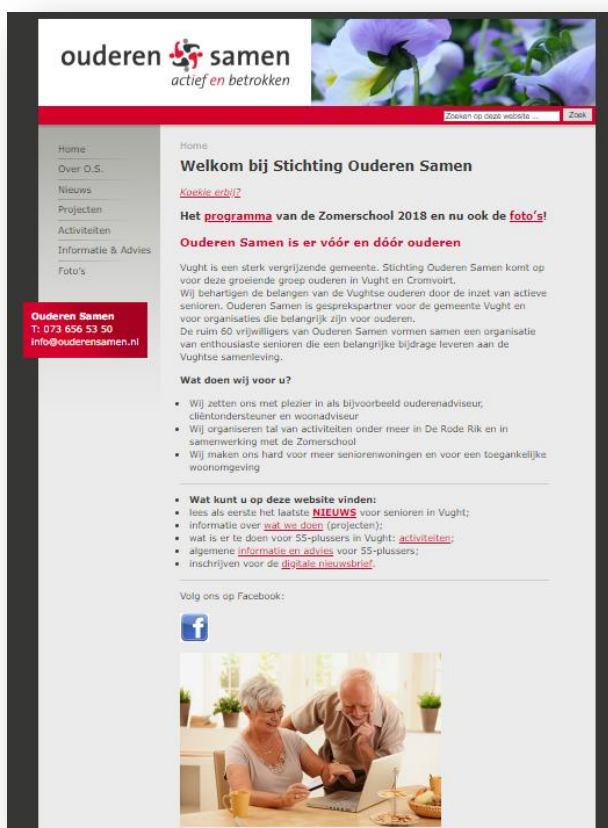 ouderen samen
actief en betrokken
Zoeken op deze website ...
Zoek
Home
Over O.S.
Nieuws
Projecten
Activiteiten
Informatie & Advies
Foto's
Ouderen Samen
T: 073 656 53 50
info@ouderensamen.nl
Home
Welkom bij Stichting Ouderen Samen
Koekie erbij?
Het programma van de Zomerschool 2018 en nu ook de foto's!
Ouderen Samen is er vóór en dóór ouderen
Vught is een sterk vergrijzende gemeente. Stichting Ouderen Samen komt op
voor deze groeiende groep ouderen in Vught en Cromvoirt.
Wij behartigen de belangen van de Vughtse ouderen door de inzet van actieve
senioren. Ouderen Samen is gesprekspartner voor de gemeente Vught en
voor organisaties die belangrijk zijn voor ouderen.
De ruim 60 vrijwilligers van Ouderen Samen vormen samen een organisatie
van enthousiaste senioren die een belangrijke bijdrage leveren aan de
Vughtse samenleving.
Wat doen wij voor u?
Wij zetten ons met plezier in als bijvoorbeeld ouderenadviseur,
cliëntondersteuner en woonadviseur
Wij organiseren tal van activiteiten onder meer in De Rode Rik en in
samenwerking met de Zomerschool
Wij maken ons hard voor meer seniorenwoningen en voor een toegankelijke
woonomgeving
Wat kunt u op deze website vinden:
lees als eerste het laatste NIEUWS voor senioren in Vught;
informatie over wat we doen (projecten);
wat is er te doen voor 55-plussers in Vught: activiteiten;
algemene informatie en advies voor 55-plussers;
inschrijven voor de digitale nieuwsbrief.
Volg ons op Facebook:
f